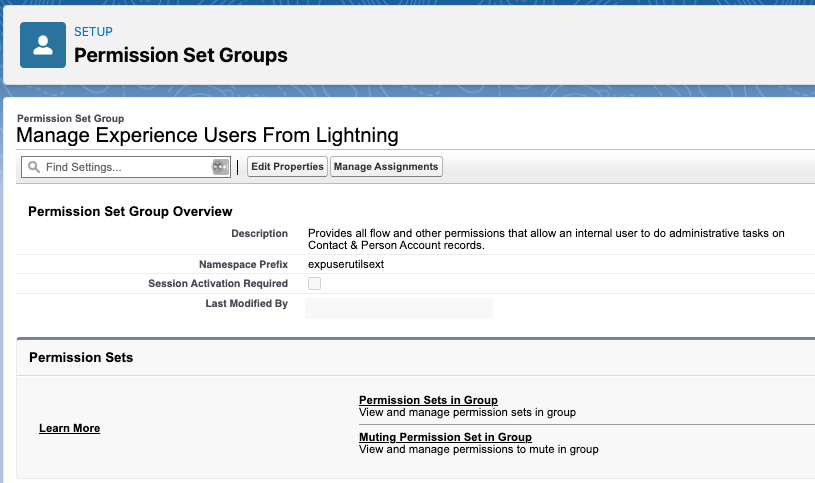 SETUP
Permission Set Groups
Permission Set Group
Manage Experience Users From Lightning
Find Settings...
Edit Properties
Manage Assignments
Permission Set Group Overview
Description
Provides all flow and other permissions that allow an internal user to do administrative tasks on
Contact & Person Account records.
Namespace Prefix
expuserutilsext
Session Activation Required
Last Modified By
Permission Sets
Learn More
Permission Sets in Group
View and manage permission sets in group
Muting Permission Set in Group
View and manage permissions to mute in group